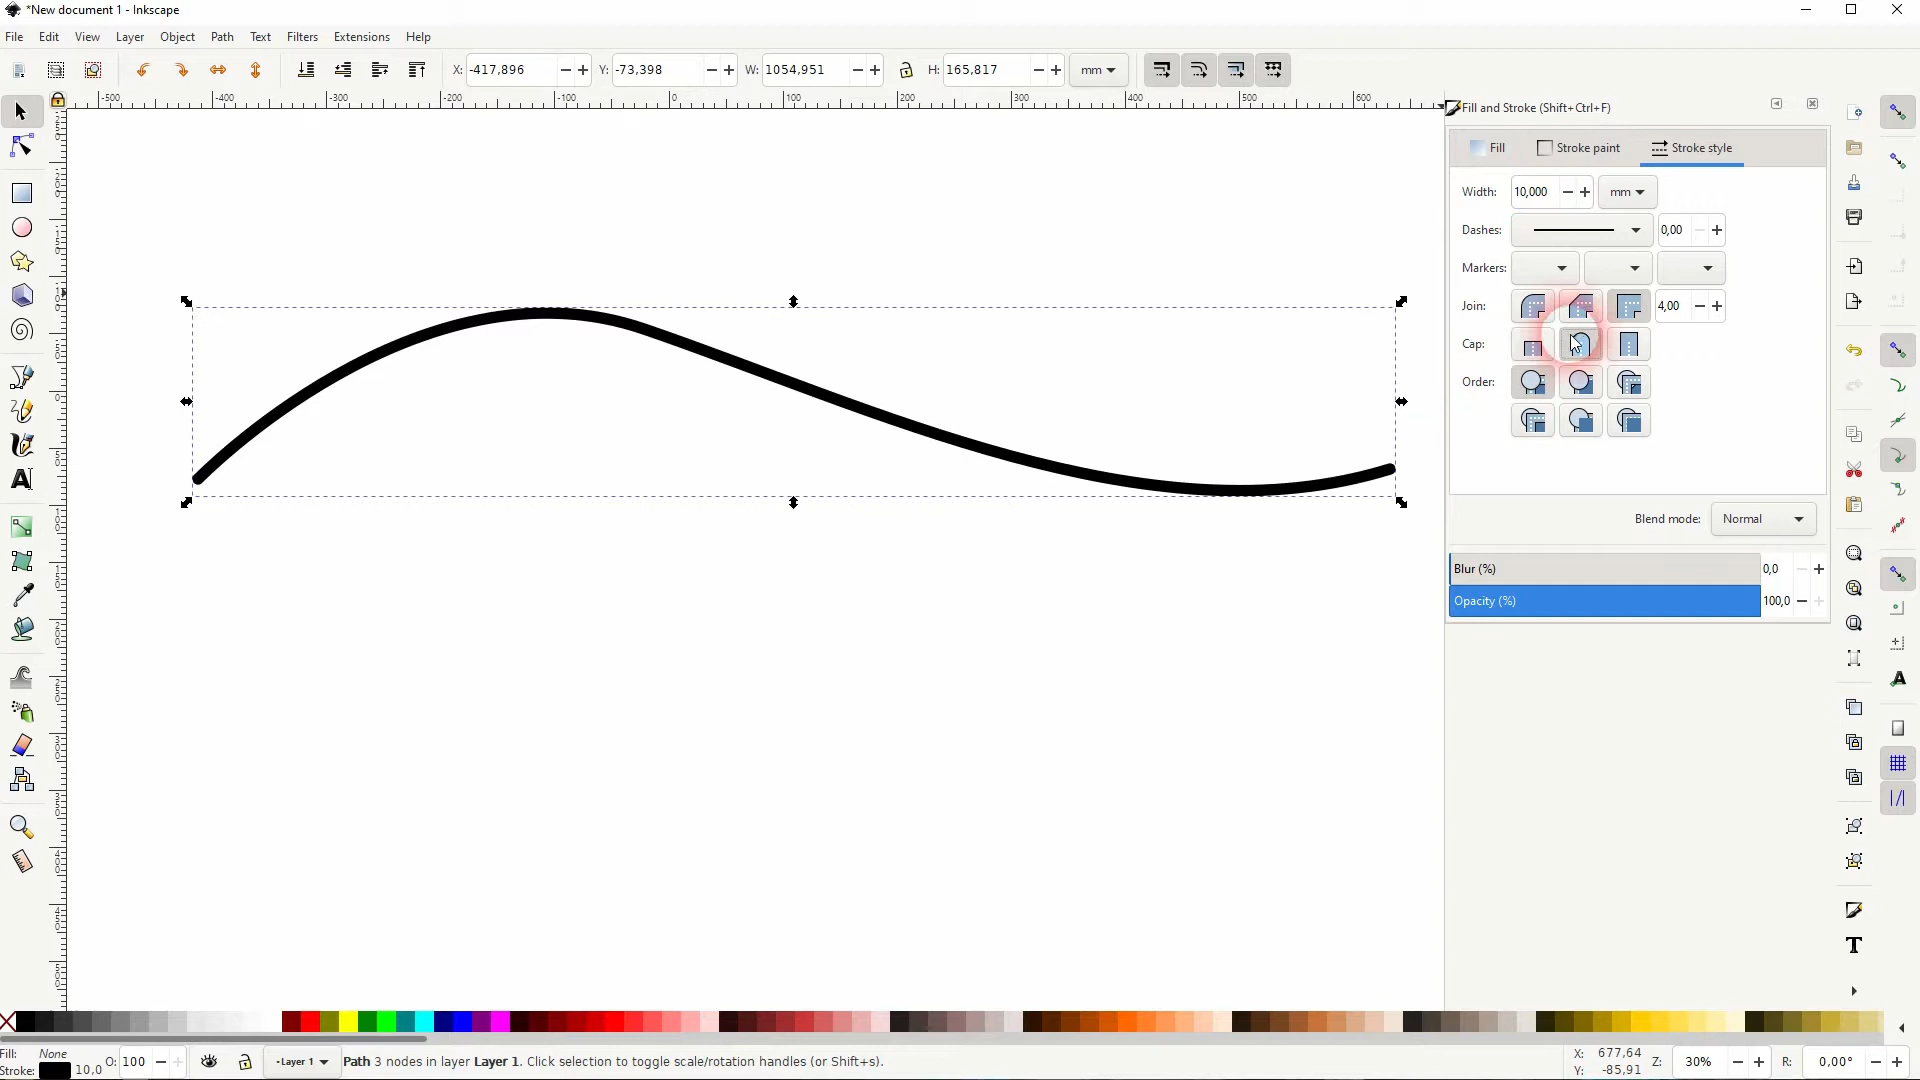 *New document 1 - Inkscape
File Edit View Layer Object Path Text Filters Extensions Help
X: -417,896 Y: -73,398 W: 1054,951 H: 165,817 mm
-500 -400 -300 -200 -100 0 100 200 300 400 500 600
Fill and Stroke (Shift+Ctrl+F)
Fill Stroke paint Stroke style
Width: 10,000 mm
Dashes: 0,00
Markers:
Join: 4,00
Cap:
Order:
Blend mode: Normal
Blur (%) 0,0
Opacity (%) 100,0
Fill: None O: 100 -Layer 1 Path 3 nodes in layer Layer 1. Click selection to toggle scale/rotation handles (or Shift+s). X: 677,64 Z: 30% R: 0,00°
Stroke: 10,0 Y: -85,91